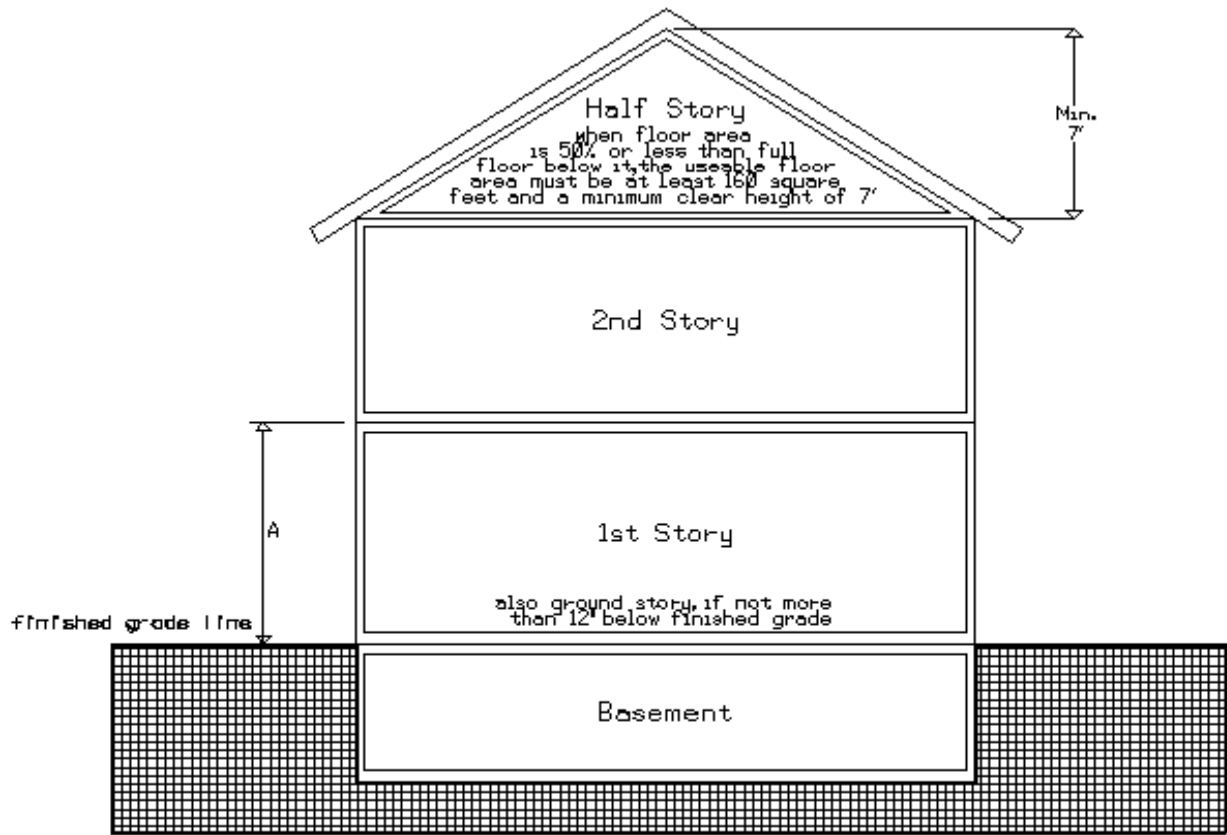 Half Story
when floor area
is 50% or less than full
floor below it, the useable floor
area must be at least 160 square
feet and a minimum clear height of 7'
Min.
7'
2nd Story
A
1st Story
also ground story, if not more
than 12" below finished grade
finished grade line
Basement